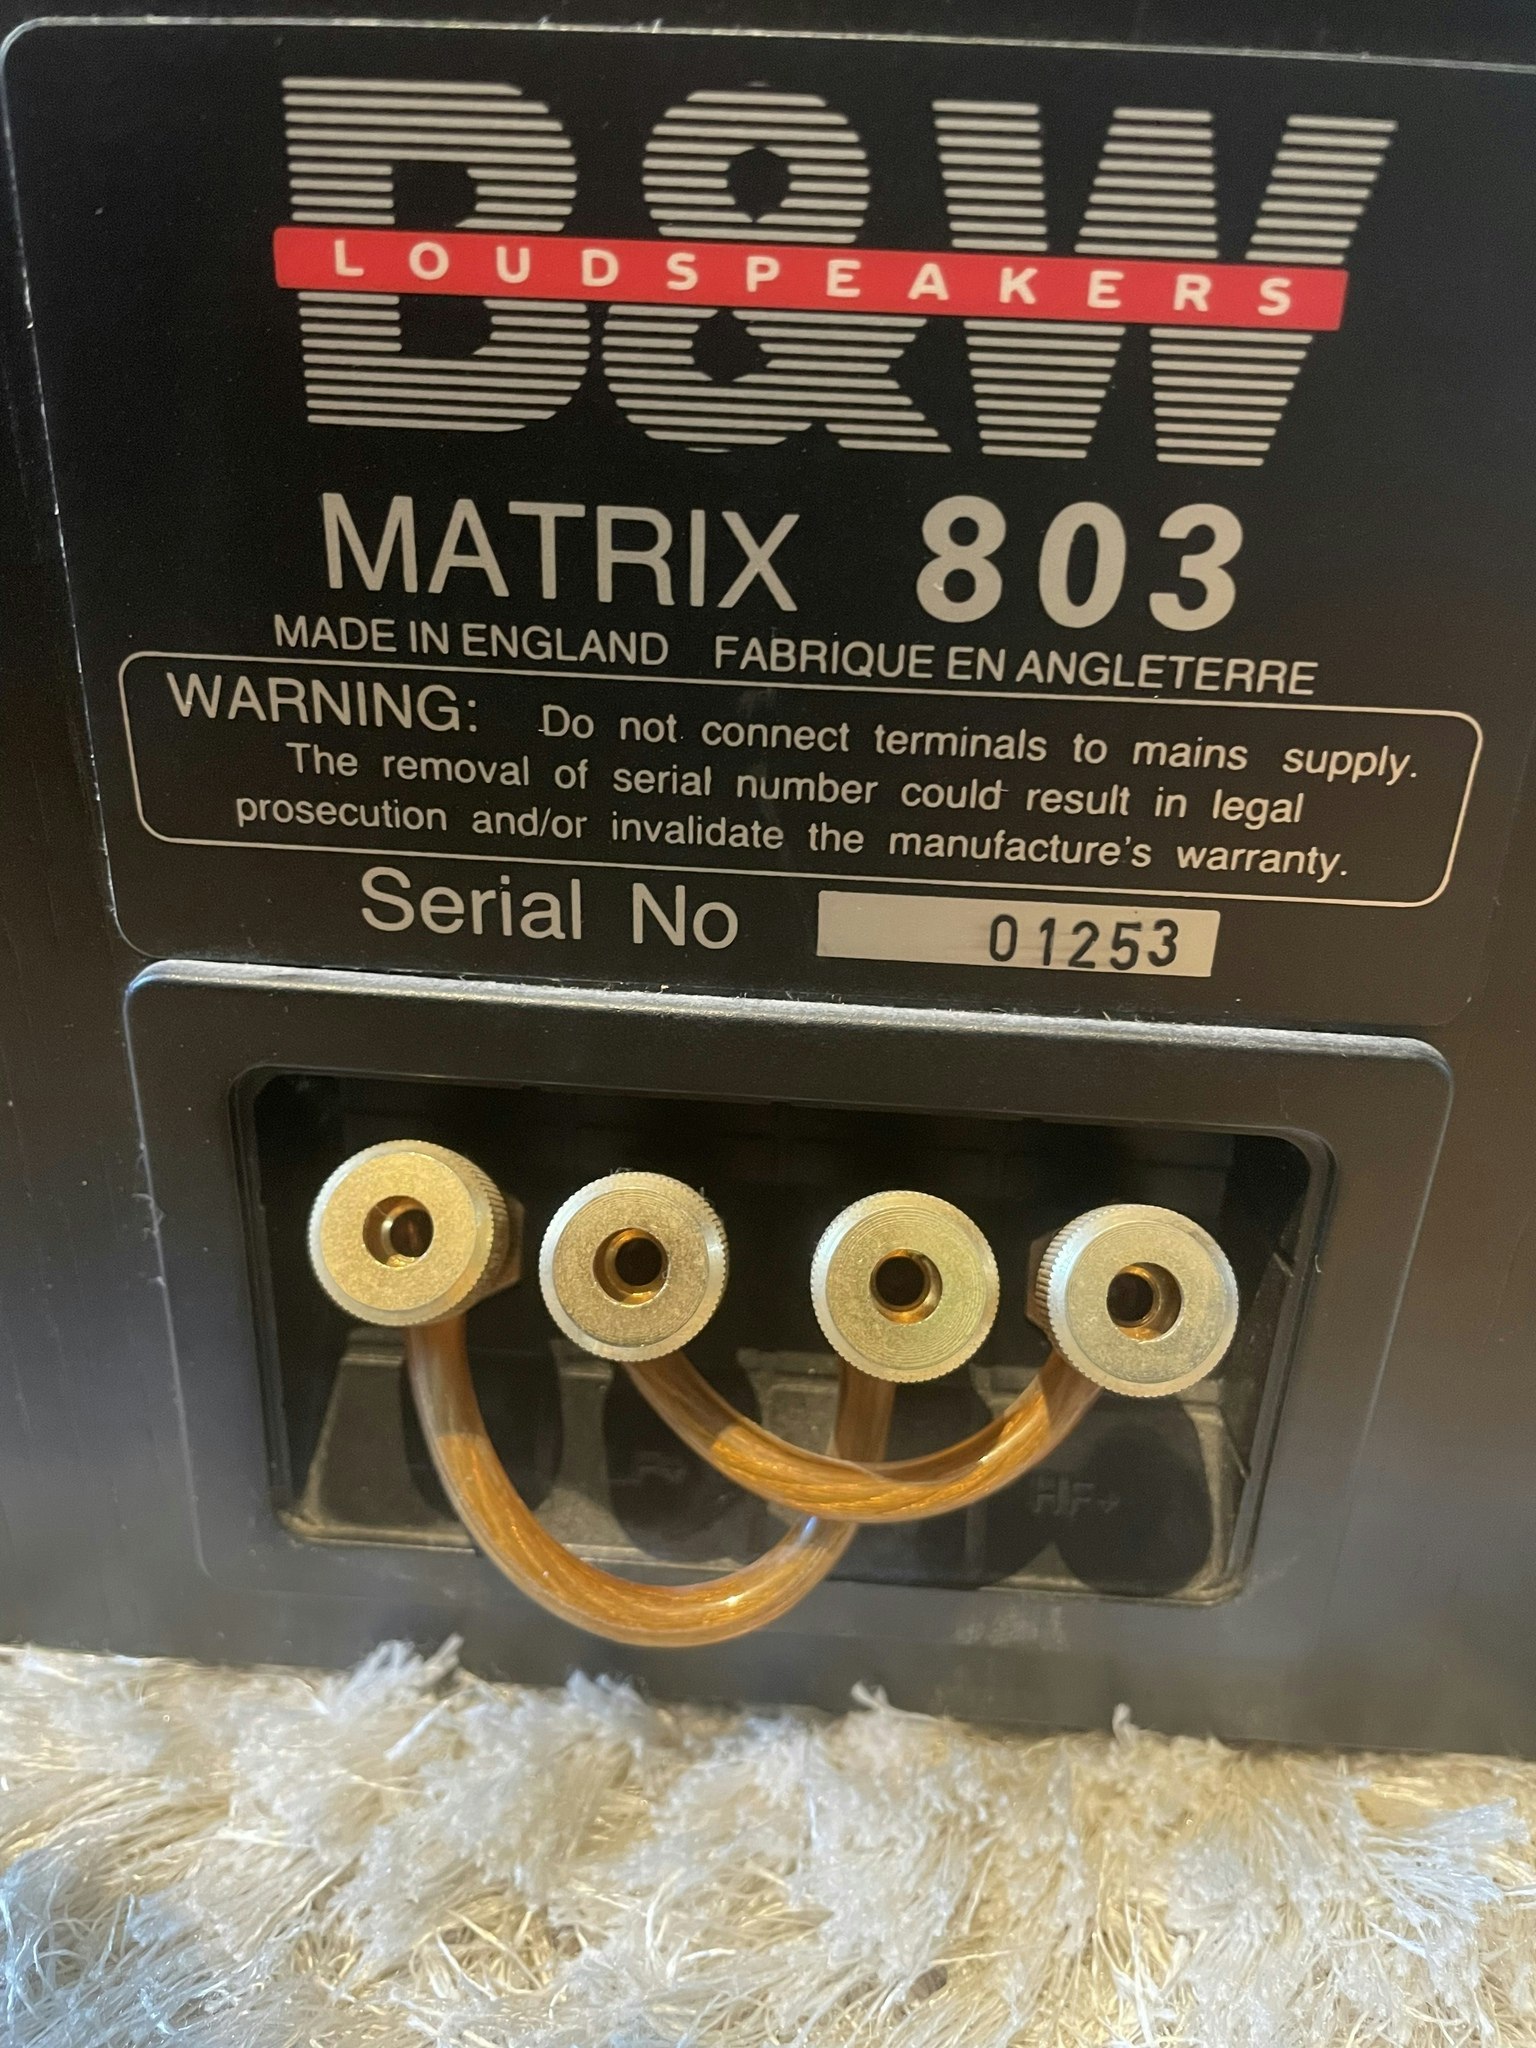 B&W
LOUDSPEAKERS
MATRIX 803
MADE IN ENGLAND FABRIQUE EN ANGLETERRE
WARNING: Do not connect terminals to mains supply.
The removal of serial number could result in legal
prosecution and/or invalidate the manufacture's warranty.
Serial No 01253
HF+